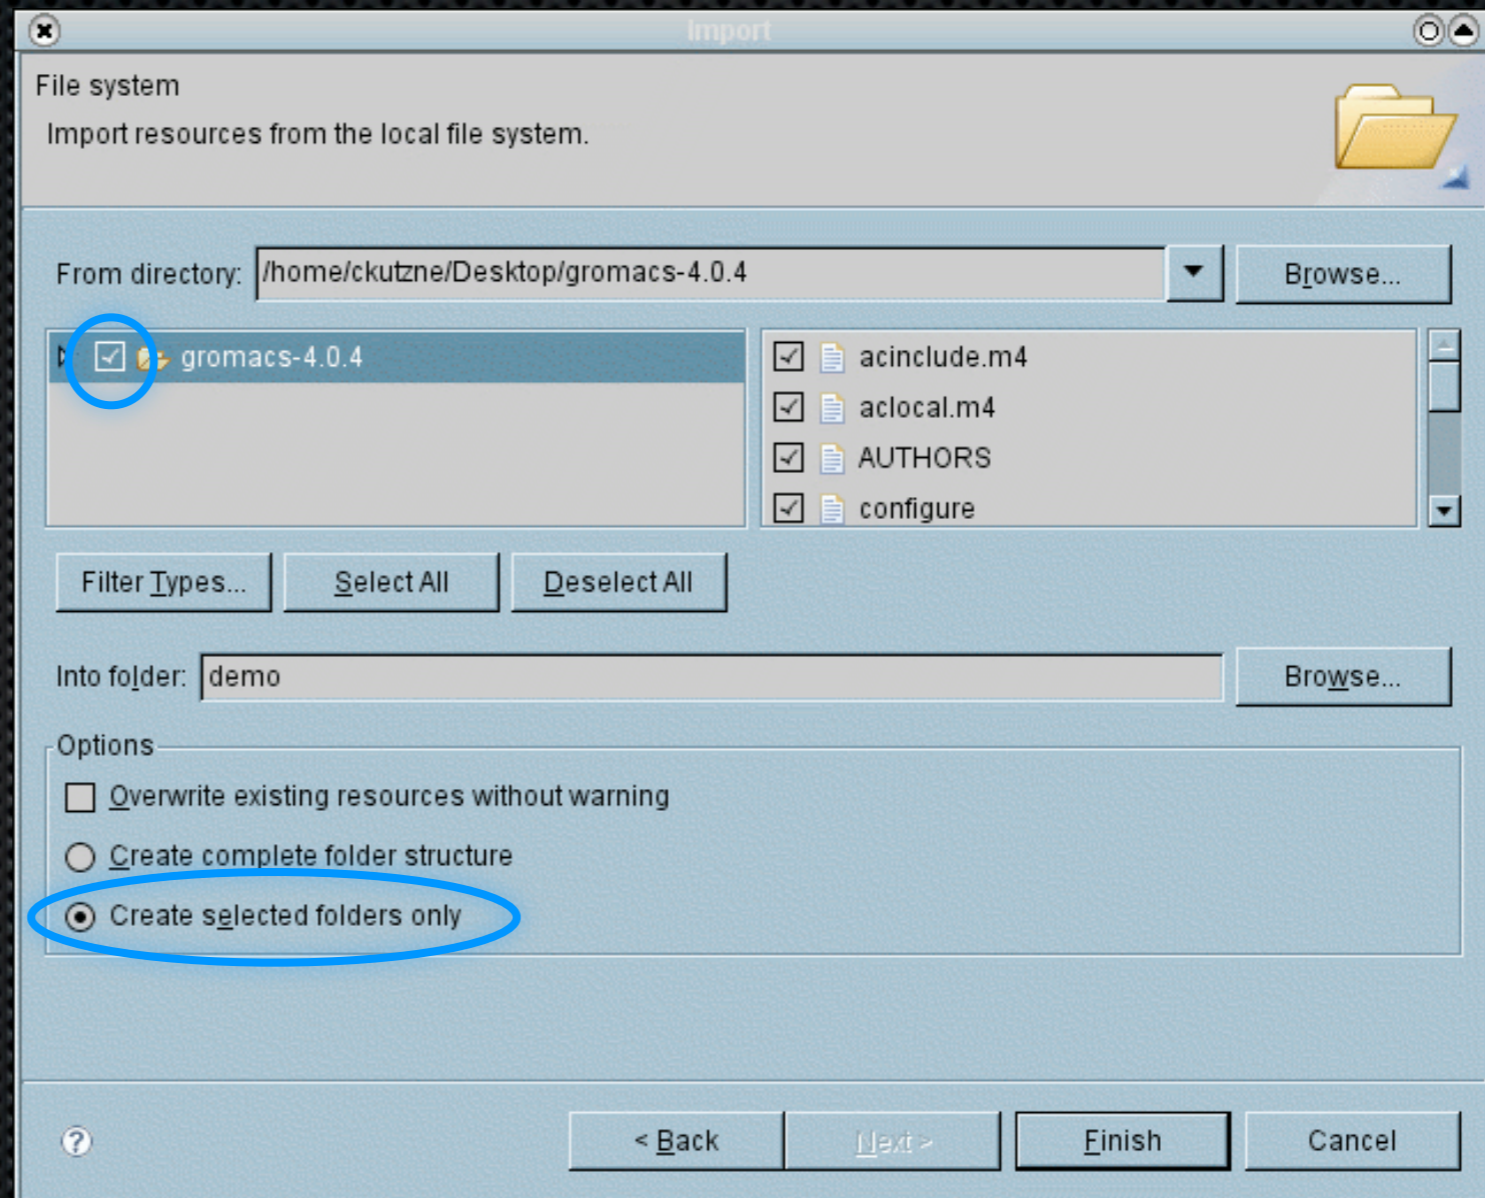 Import
File system
Import resources from the local file system.
From directory: /home/ckutzne/Desktop/gromacs-4.0.4 Browse...
gromacs-4.0.4
acinclude.m4
aclocal.m4
AUTHORS
configure
Filter Types... Select All Deselect All
Into folder: demo Browse...
Options
Overwrite existing resources without warning
Create complete folder structure
Create selected folders only
? < Back Next > Finish Cancel